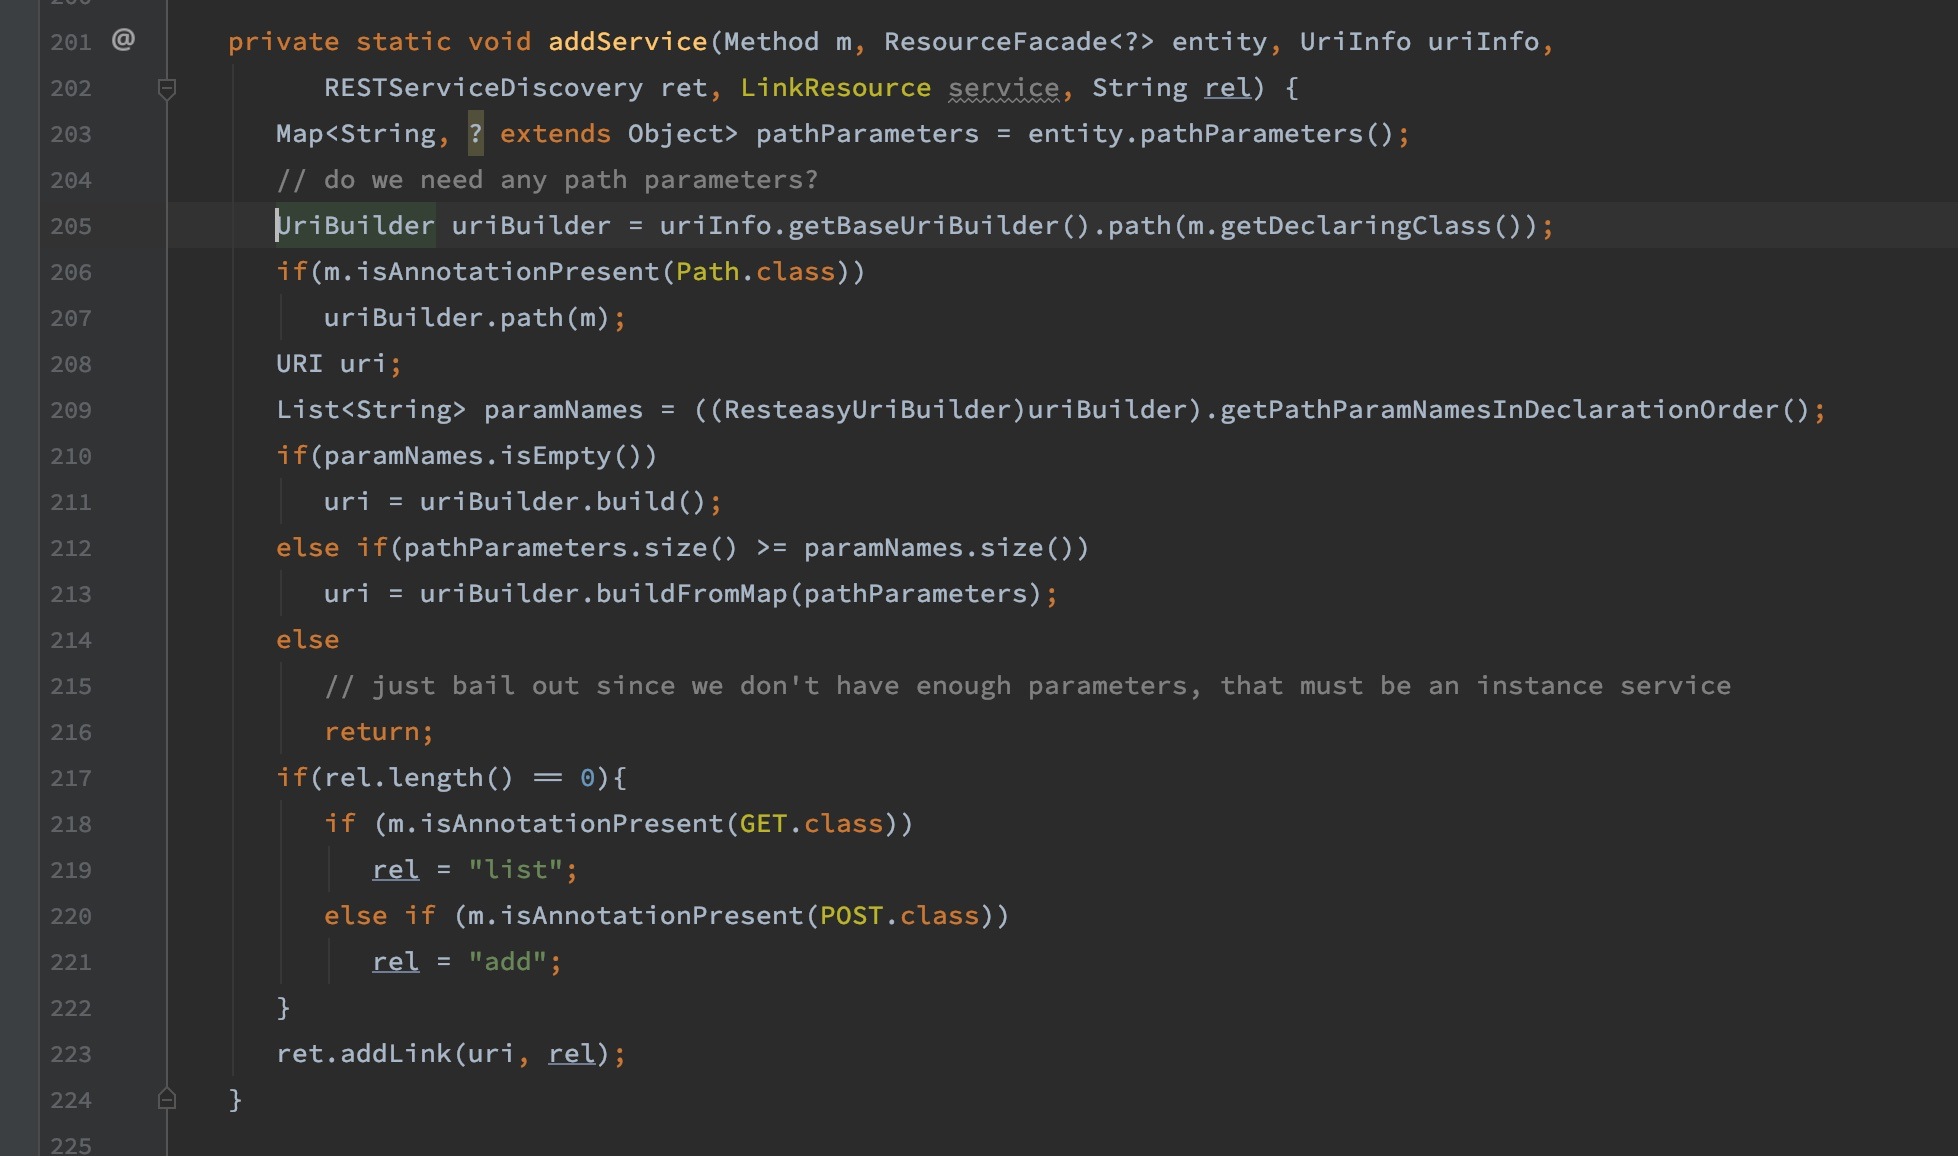 201 @ private static void addService(Method m, ResourceFacade<?> entity, UriInfo uriInfo,
202 RESTServiceDiscovery ret, LinkResource service, String rel) {
203 Map<String, ? extends Object> pathParameters = entity.pathParameters();
204 // do we need any path parameters?
205 UriBuilder uriBuilder = uriInfo.getBaseUriBuilder().path(m.getDeclaringClass());
206 if(m.isAnnotationPresent(Path.class))
207 uriBuilder.path(m);
208 URI uri;
209 List<String> paramNames = ((ResteasyUriBuilder)uriBuilder).getPathParamNamesInDeclarationOrder();
210 if(paramNames.isEmpty())
211 uri = uriBuilder.build();
212 else if(pathParameters.size() >= paramNames.size())
213 uri = uriBuilder.buildFromMap(pathParameters);
214 else
215 // just bail out since we don't have enough parameters, that must be an instance service
216 return;
217 if(rel.length() == 0){
218 if (m.isAnnotationPresent(GET.class))
219 rel = "list";
220 else if (m.isAnnotationPresent(POST.class))
221 rel = "add";
222 }
223 ret.addLink(uri, rel);
224 }
225